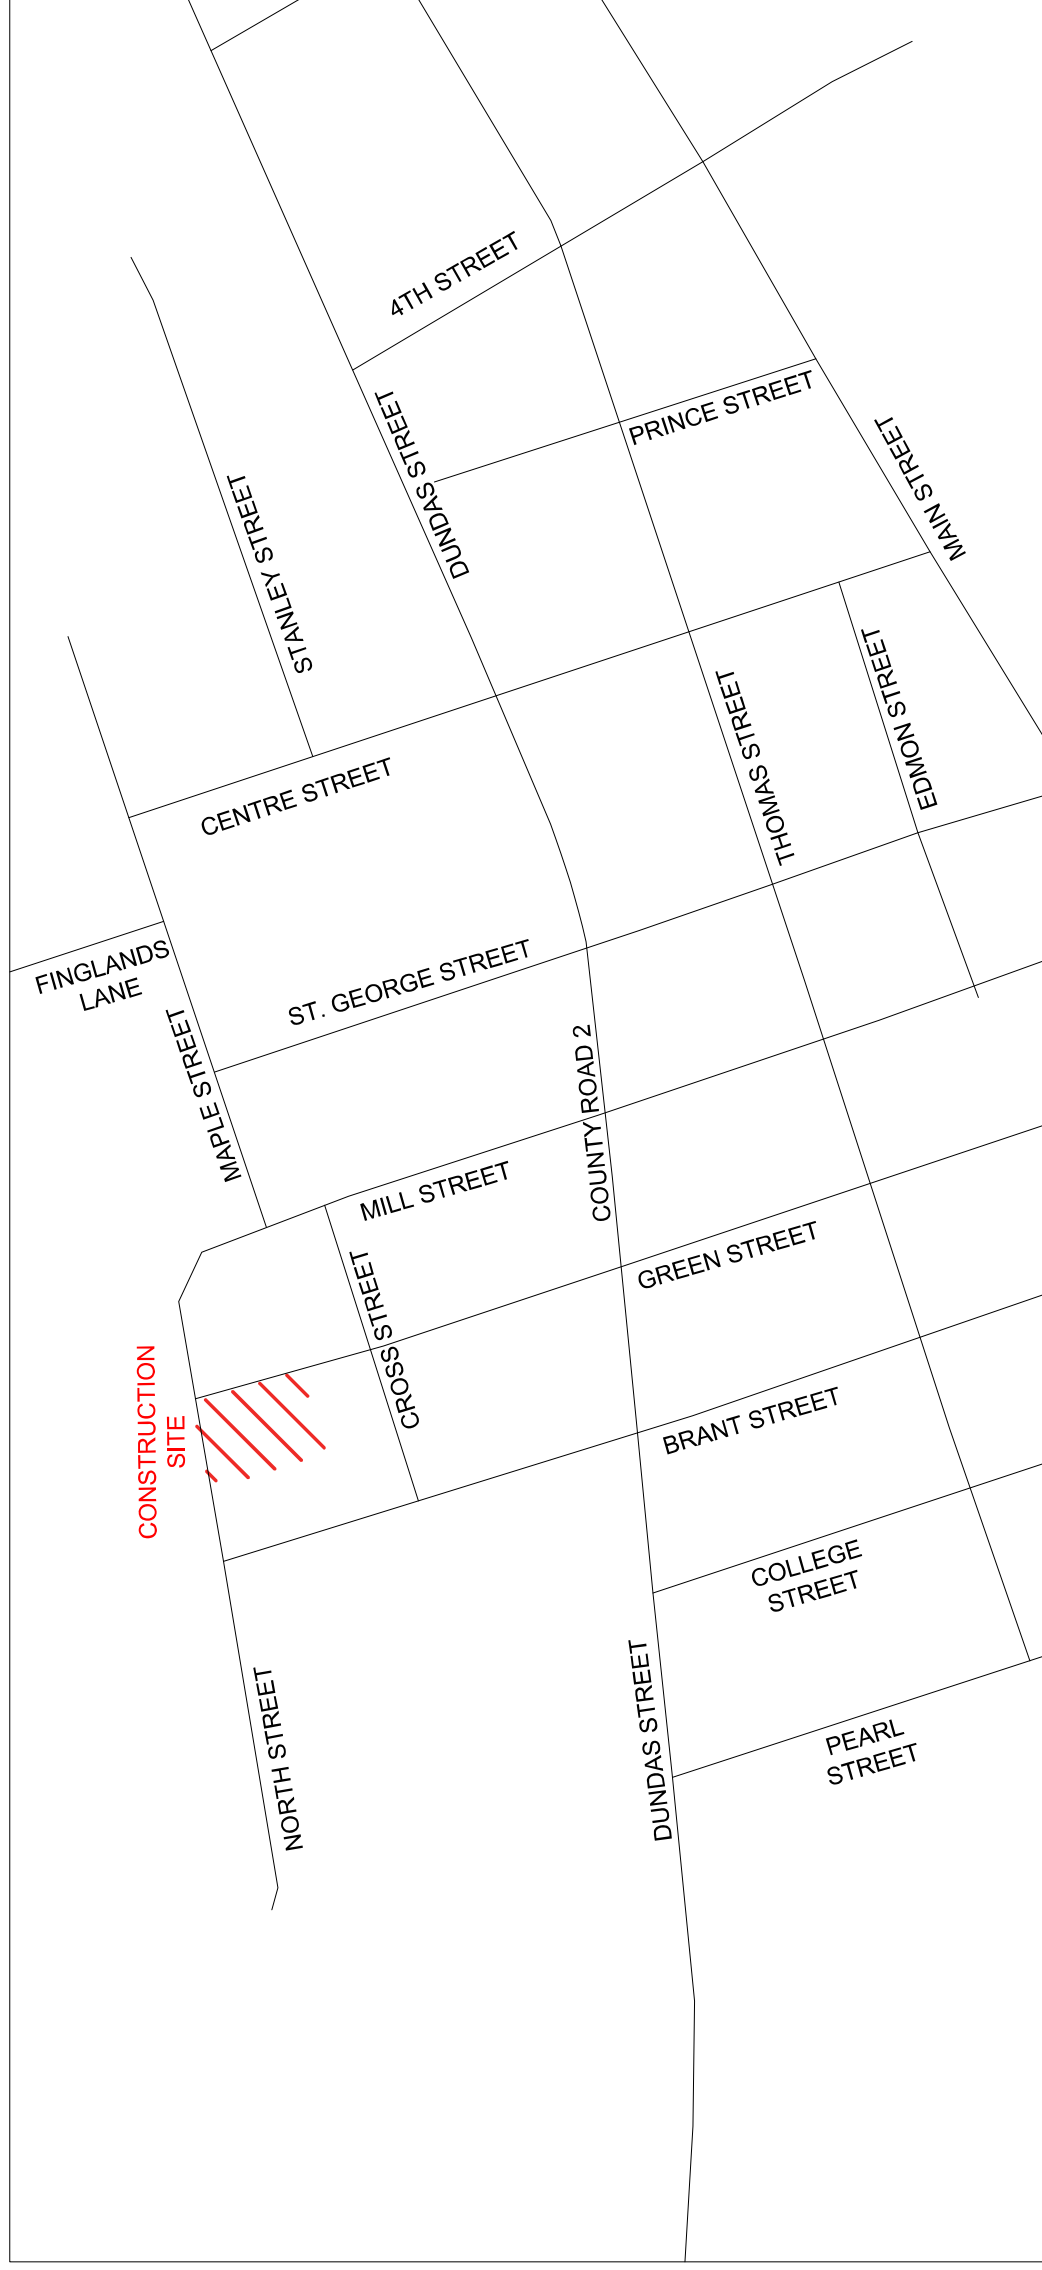 4TH STREET
PRINCE STREET
DUNDAS STREET
MAIN STREET
STANLEY STREET
EDMON STREET
THOMAS STREET
CENTRE STREET
FINGLANDS
LANE
ST. GEORGE STREET
MAPLE STREET
COUNTY ROAD 2
MILL STREET
GREEN STREET
CROSS STREET
CONSTRUCTION
SITE
BRANT STREET
COLLEGE
STREET
NORTH STREET
DUNDAS STREET
PEARL
STREET